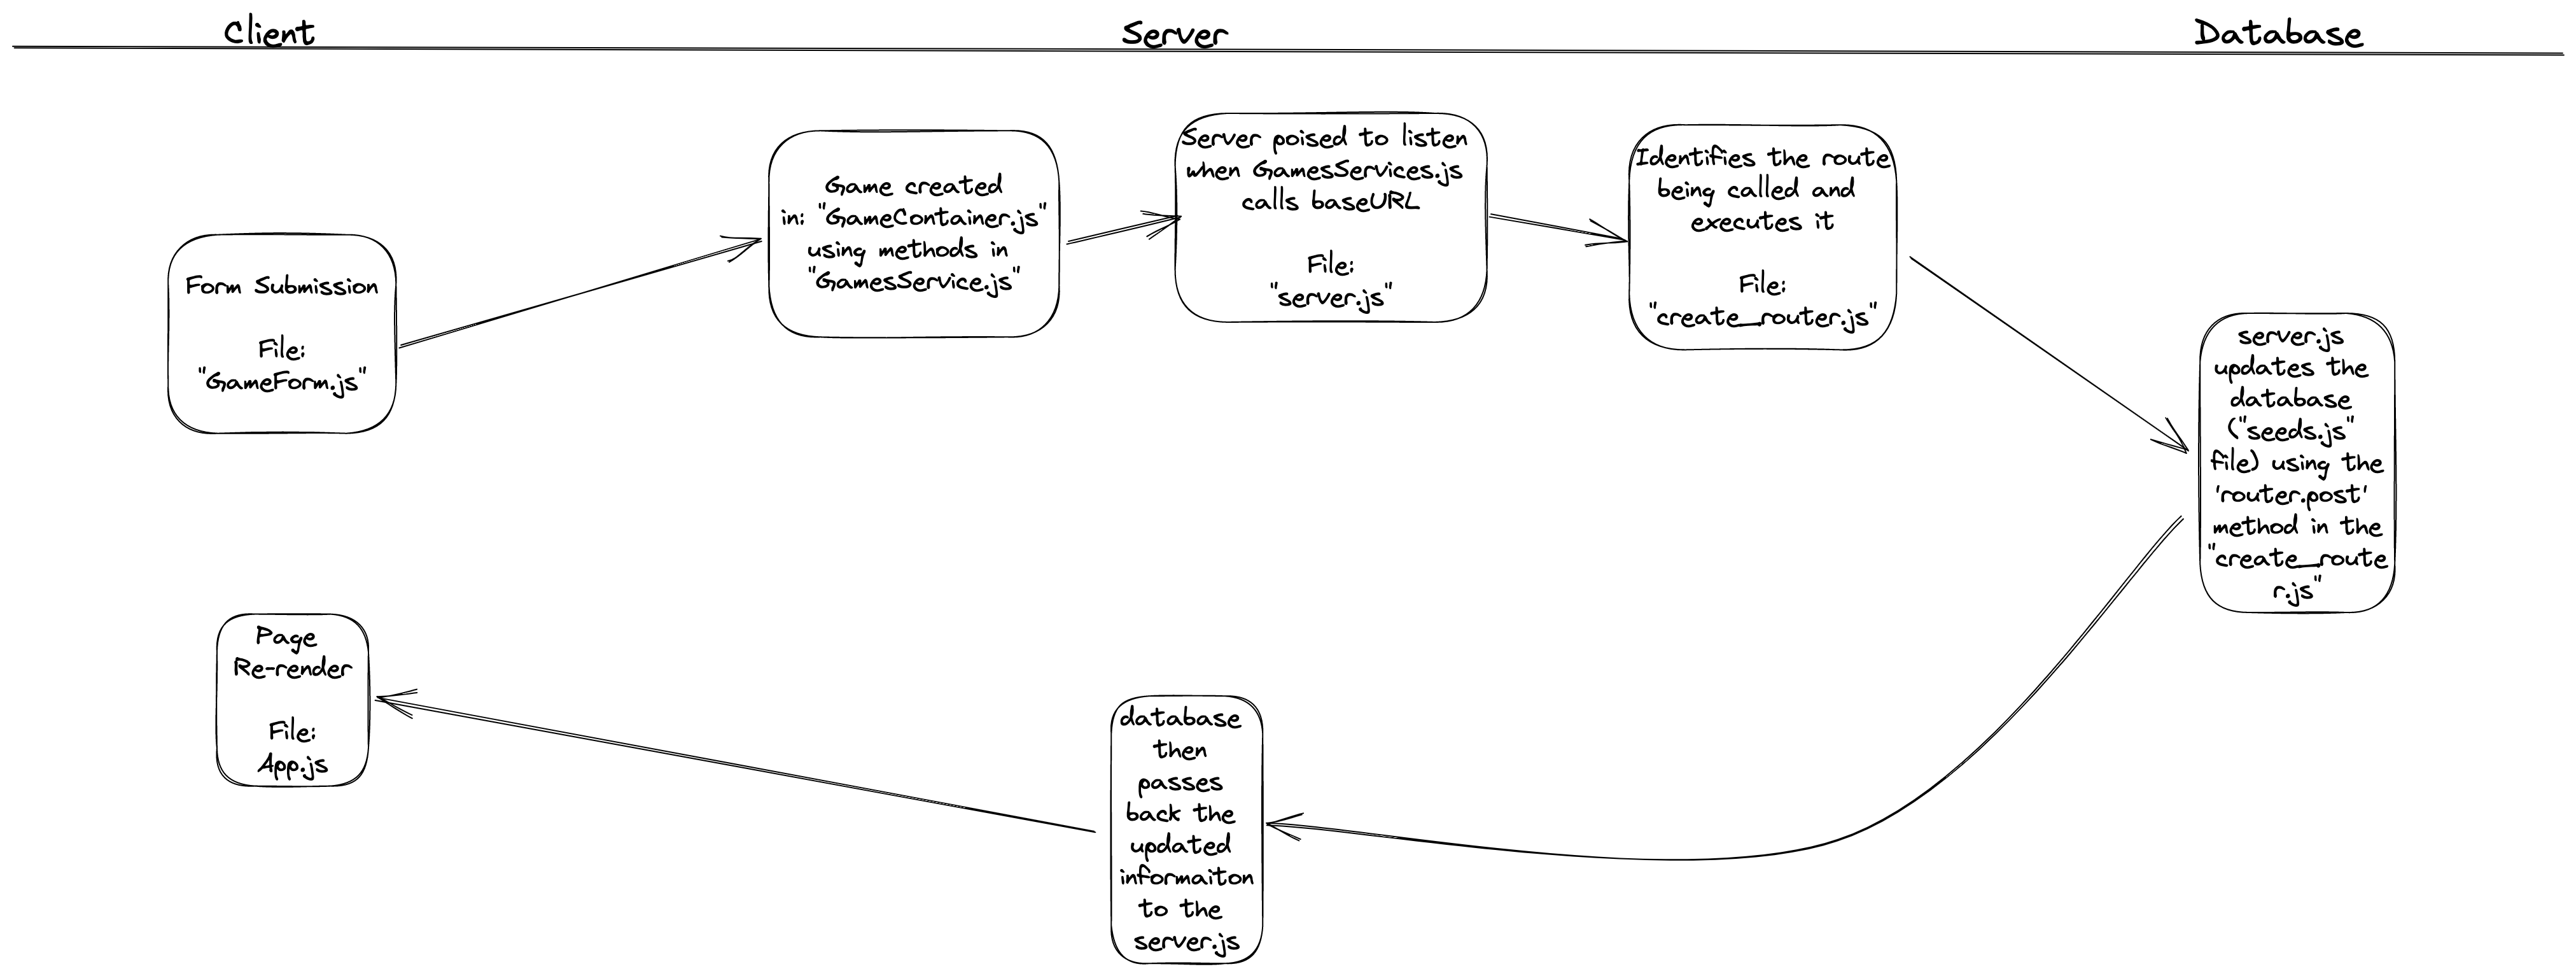 Client
Server
Database
Form Submission
File:
"GameForm.js"
Game created
in: "GameContainer.js"
using methods in
"GamesService.js"
Server poised to listen
when GamesServices.js
calls baseURL
File:
"server.js"
Identifies the route
being called and
executes it
File:
"create_router.js"
server.js
updates the
database
("seeds.js"
file) using the
'router.post'
method in the
"create_route
r.js"
database
then
passes
back the
updated
informaiton
to the
server.js
Page
Re-render
File:
App.js